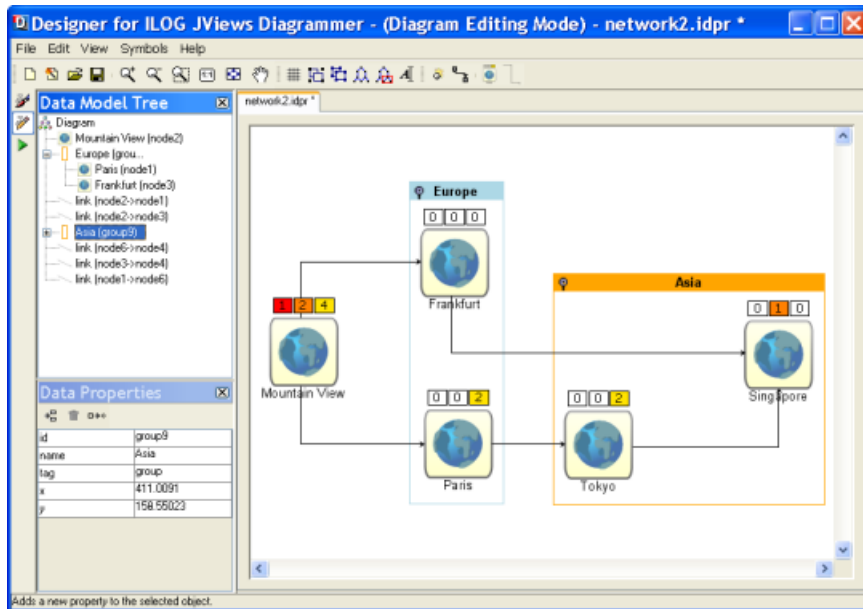 Designer for ILOG JViews Diagrammer - (Diagram Editing Mode) - network2.idpr *
File Edit View Symbols Help
1:1
Data Model Tree
network2.idpr *
Diagram
Mountain View (node2)
Europe (grou...
Paris (node1)
Frankfurt (node3)
link (node2->node1)
link (node2->node3)
Asia (group9)
link (node6->node4)
link (node3->node4)
link (node1->node6)
Europe
0 0 0
Frankfurt
Asia
1 2 4
Mountain View
0 1 0
Singapore
0 0 2
Paris
0 0 2
Tokyo
Data Properties
id group9
name Asia
tag group
x 411.0091
y 158.55023
Adds a new property to the selected object.